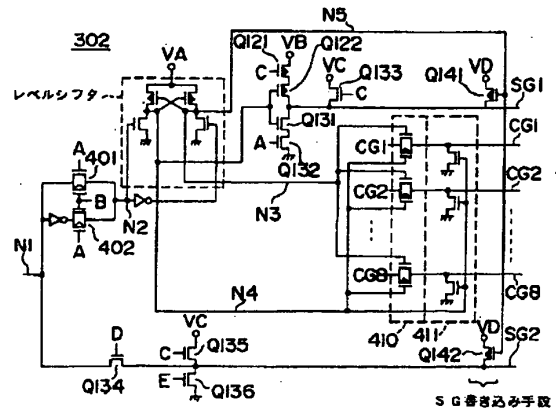 N5
302
Q121
VB
Q122
VA
C
VC
Q133
C
VD
Q141
SG1
レベルシフター
Q131
A
Q132
CG1
CG1
A
401
B
N2
N3
CG2
CG2
402
A
N1
CG8
CG8
N4
D
VC
410
411
VD
Q142
C
Q135
SG2
Q134
E
Q136
SG書き込み手段